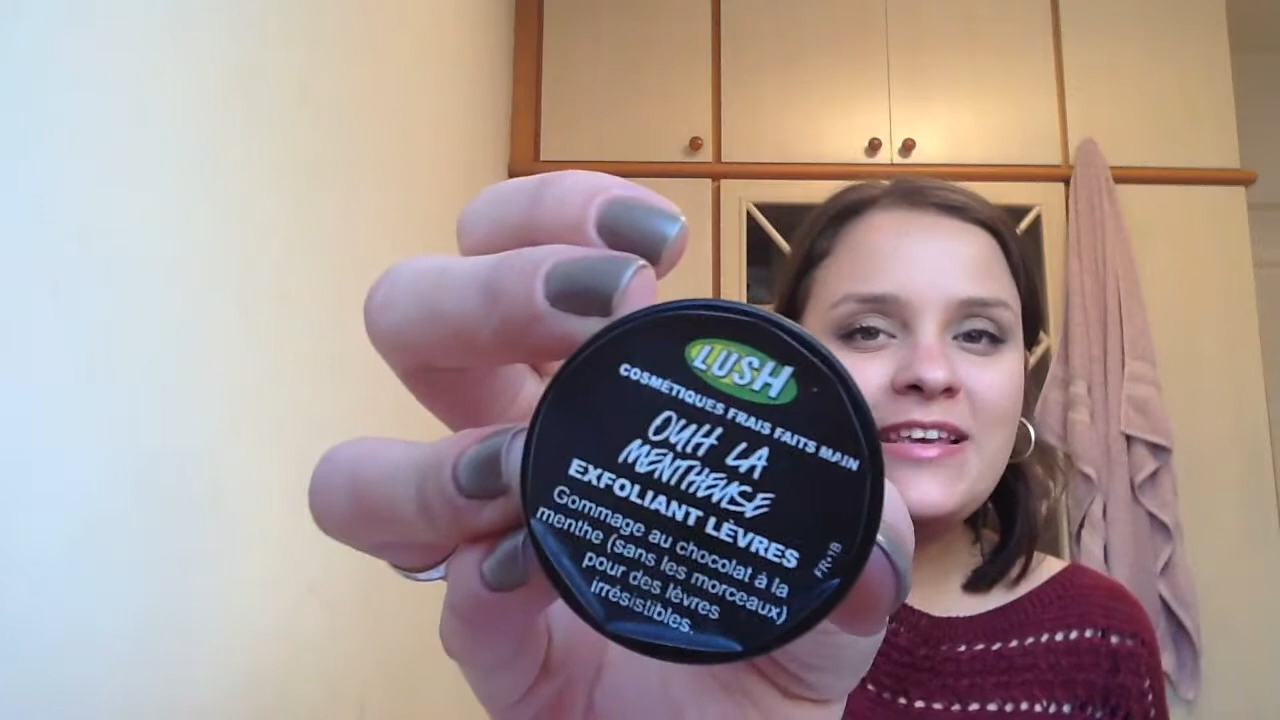 LUSH
COSMÉTIQUES FRAIS FAITS MAIN
OUH LA
MENTHEUSE
EXFOLIANT LÈVRES
Gommage au chocolat à la
menthe (sans les morceaux)
pour des lèvres
irrésistibles.
FR•1B